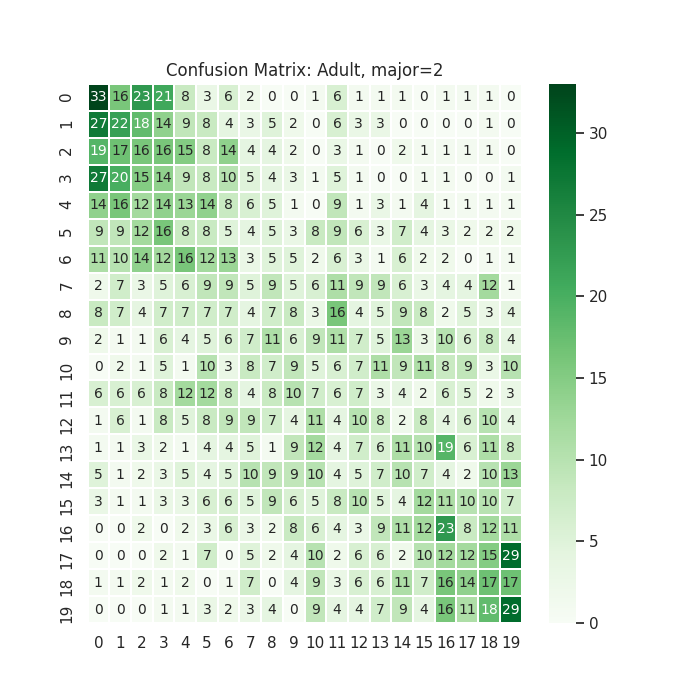 Confusion Matrix: Adult, major=2
0 33 16 23 21 8 3 6 2 0 0 1 6 1 1 1 0 1 1 1 0
1 27 22 18 14 9 8 4 3 5 2 0 6 3 3 0 0 0 0 1 0
2 19 17 16 16 15 8 14 4 4 2 0 3 1 0 2 1 1 1 1 0
3 27 20 15 14 9 8 10 5 4 3 1 5 1 0 0 1 1 0 0 1
4 14 16 12 14 13 14 8 6 5 1 0 9 1 3 1 4 1 1 1 1
5 9 9 12 16 8 8 5 4 5 3 8 9 6 3 7 4 3 2 2 2
6 11 10 14 12 16 12 13 3 5 5 2 6 3 1 6 2 2 0 1 1
7 2 7 3 5 6 9 9 5 9 5 6 11 9 9 6 3 4 4 12 1
8 8 7 4 7 7 7 7 4 7 8 3 16 4 5 9 8 2 5 3 4
9 2 1 1 6 4 5 6 7 11 6 9 11 7 5 13 3 10 6 8 4
10 0 2 1 5 1 10 3 8 7 9 5 6 7 11 9 11 8 9 3 10
11 6 6 6 8 12 12 8 4 8 10 7 6 7 3 4 2 6 5 2 3
12 1 6 1 8 5 8 9 9 7 4 11 4 10 8 2 8 4 6 10 4
13 1 1 3 2 1 4 4 5 1 9 12 4 7 6 11 10 19 6 11 8
14 5 1 2 3 5 4 5 10 9 9 10 4 5 7 10 7 4 2 10 13
15 3 1 1 3 3 6 6 5 9 6 5 8 10 5 4 12 11 10 10 7
16 0 0 2 0 2 3 6 3 2 8 6 4 3 9 11 12 23 8 12 11
17 0 0 0 2 1 7 0 5 2 4 10 2 6 6 2 10 12 12 15 29
18 1 1 2 1 2 0 1 7 0 4 9 3 6 6 11 7 16 14 17 17
19 0 0 0 1 1 3 2 3 4 0 9 4 4 7 9 4 16 11 18 29
0 1 2 3 4 5 6 7 8 9 10 11 12 13 14 15 16 17 18 19
30
25
20
15
10
5
0